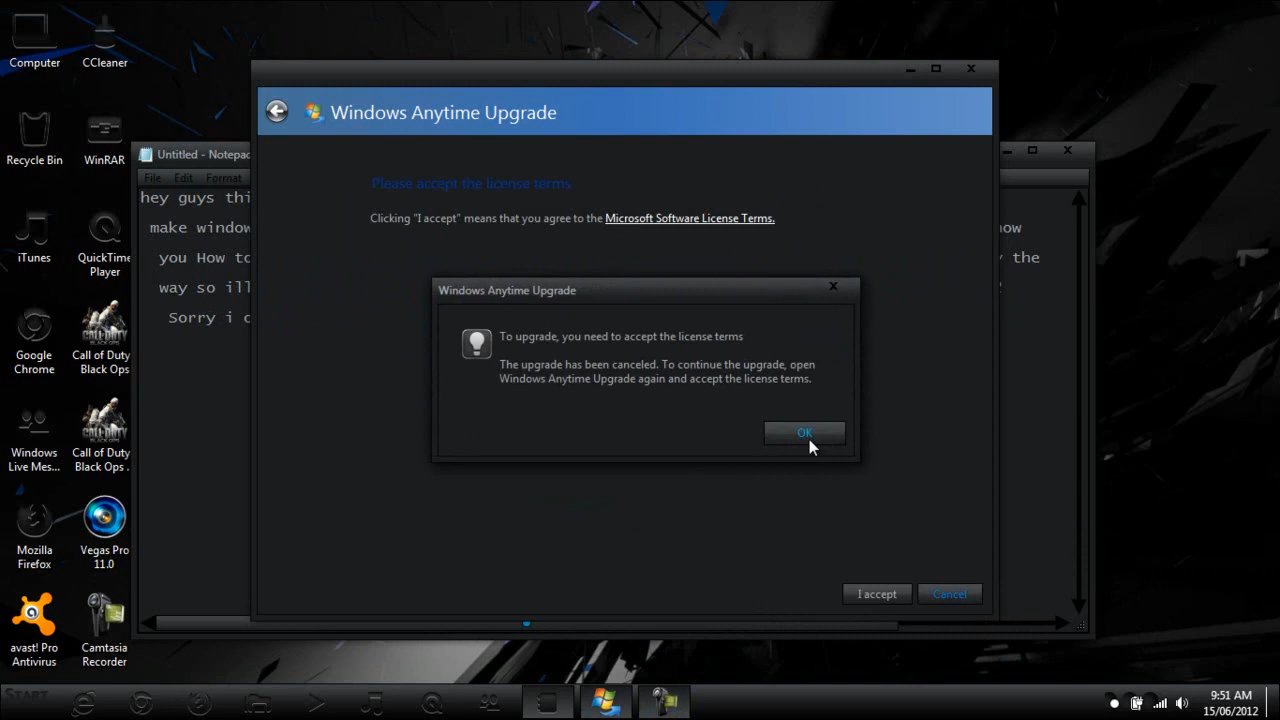 Computer
CCleaner
Recycle Bin
WinRAR
iTunes
QuickTime
Player
Google
Chrome
Call of Duty
Black Ops
Windows
Live Mes...
Call of Duty
Black Ops .
Mozilla
Firefox
Vegas Pro
11.0
avast! Pro
Antivirus
Camtasia
Recorder
Untitled - Notepa
File Edit Format
hey guys thi
make window
you How to
the
way so ill
Sorry i
Windows Anytime Upgrade
Please accept the license terms
Clicking "I accept" means that you agree to the Microsoft Software License Terms.
Windows Anytime Upgrade
To upgrade, you need to accept the license terms
The upgrade has been canceled. To continue the upgrade, open
Windows Anytime Upgrade again and accept the license terms.
OK
I accept
Cancel
START
9:51 AM
15/06/2012